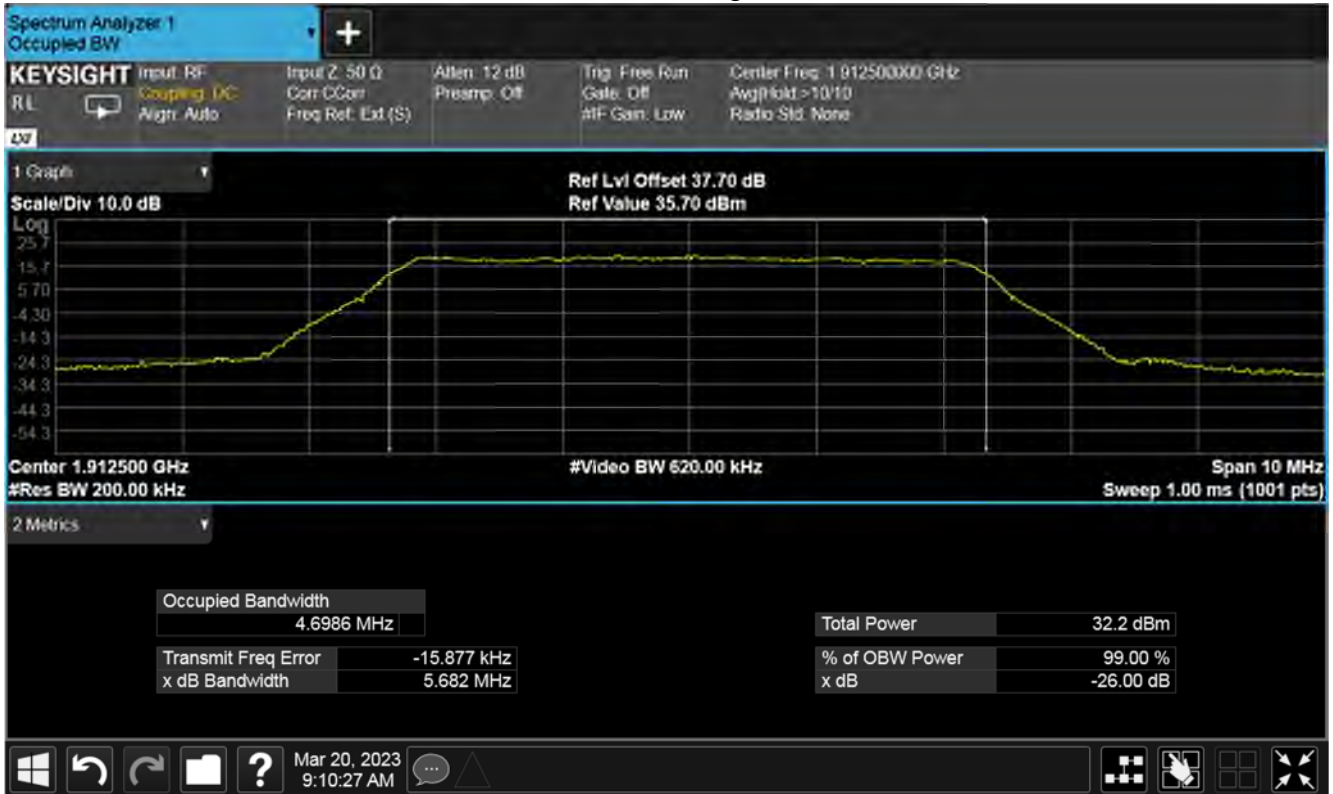 Spectrum Analyzer 1
Occupied BW
+
KEYSIGHT Input: RF Input Z: 50 Ω Atten: 12 dB Trig: Free Run Center Freq: 1.912500000 GHz
RL Coupling: DC Corr CCorr Preamp: Off Gate: Off Avg|Hold:>10/10
Align: Auto Freq Ref: Ext (S) #IF Gain: Low Radio Std: None
LXI
1 Graph
Ref Lvl Offset 37.70 dB
Scale/Div 10.0 dB Ref Value 35.70 dBm
Log
25.7
15.7
5.70
-4.30
-14.3
-24.3
-34.3
-44.3
-54.3
Center 1.912500 GHz #Video BW 620.00 kHz Span 10 MHz
#Res BW 200.00 kHz Sweep 1.00 ms (1001 pts)
2 Metrics
Occupied Bandwidth
4.6986 MHz Total Power 32.2 dBm
Transmit Freq Error -15.877 kHz % of OBW Power 99.00 %
x dB Bandwidth 5.682 MHz x dB -26.00 dB
? Mar 20, 2023
9:10:27 AM